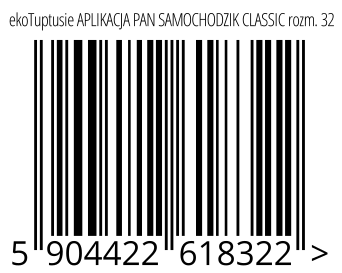 ekoTuptusie APLIKACJA PAN SAMOCHODZIK CLASSIC rozm. 32
5 904422 618322 >